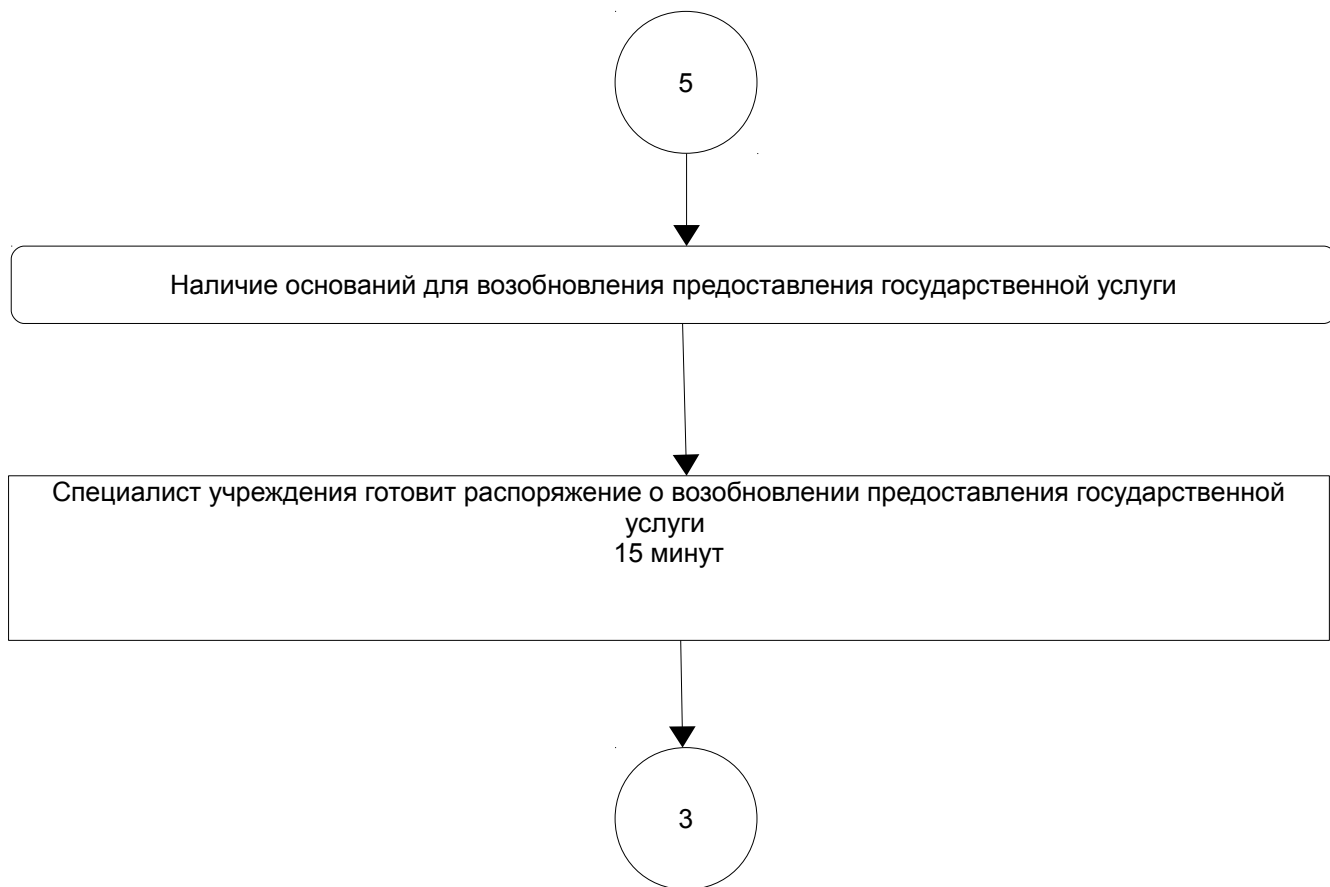 5
Наличие оснований для возобновления предоставления государственной услуги
Специалист учреждения готовит распоряжение о возобновлении предоставления государственной
услуги
15 минут
3